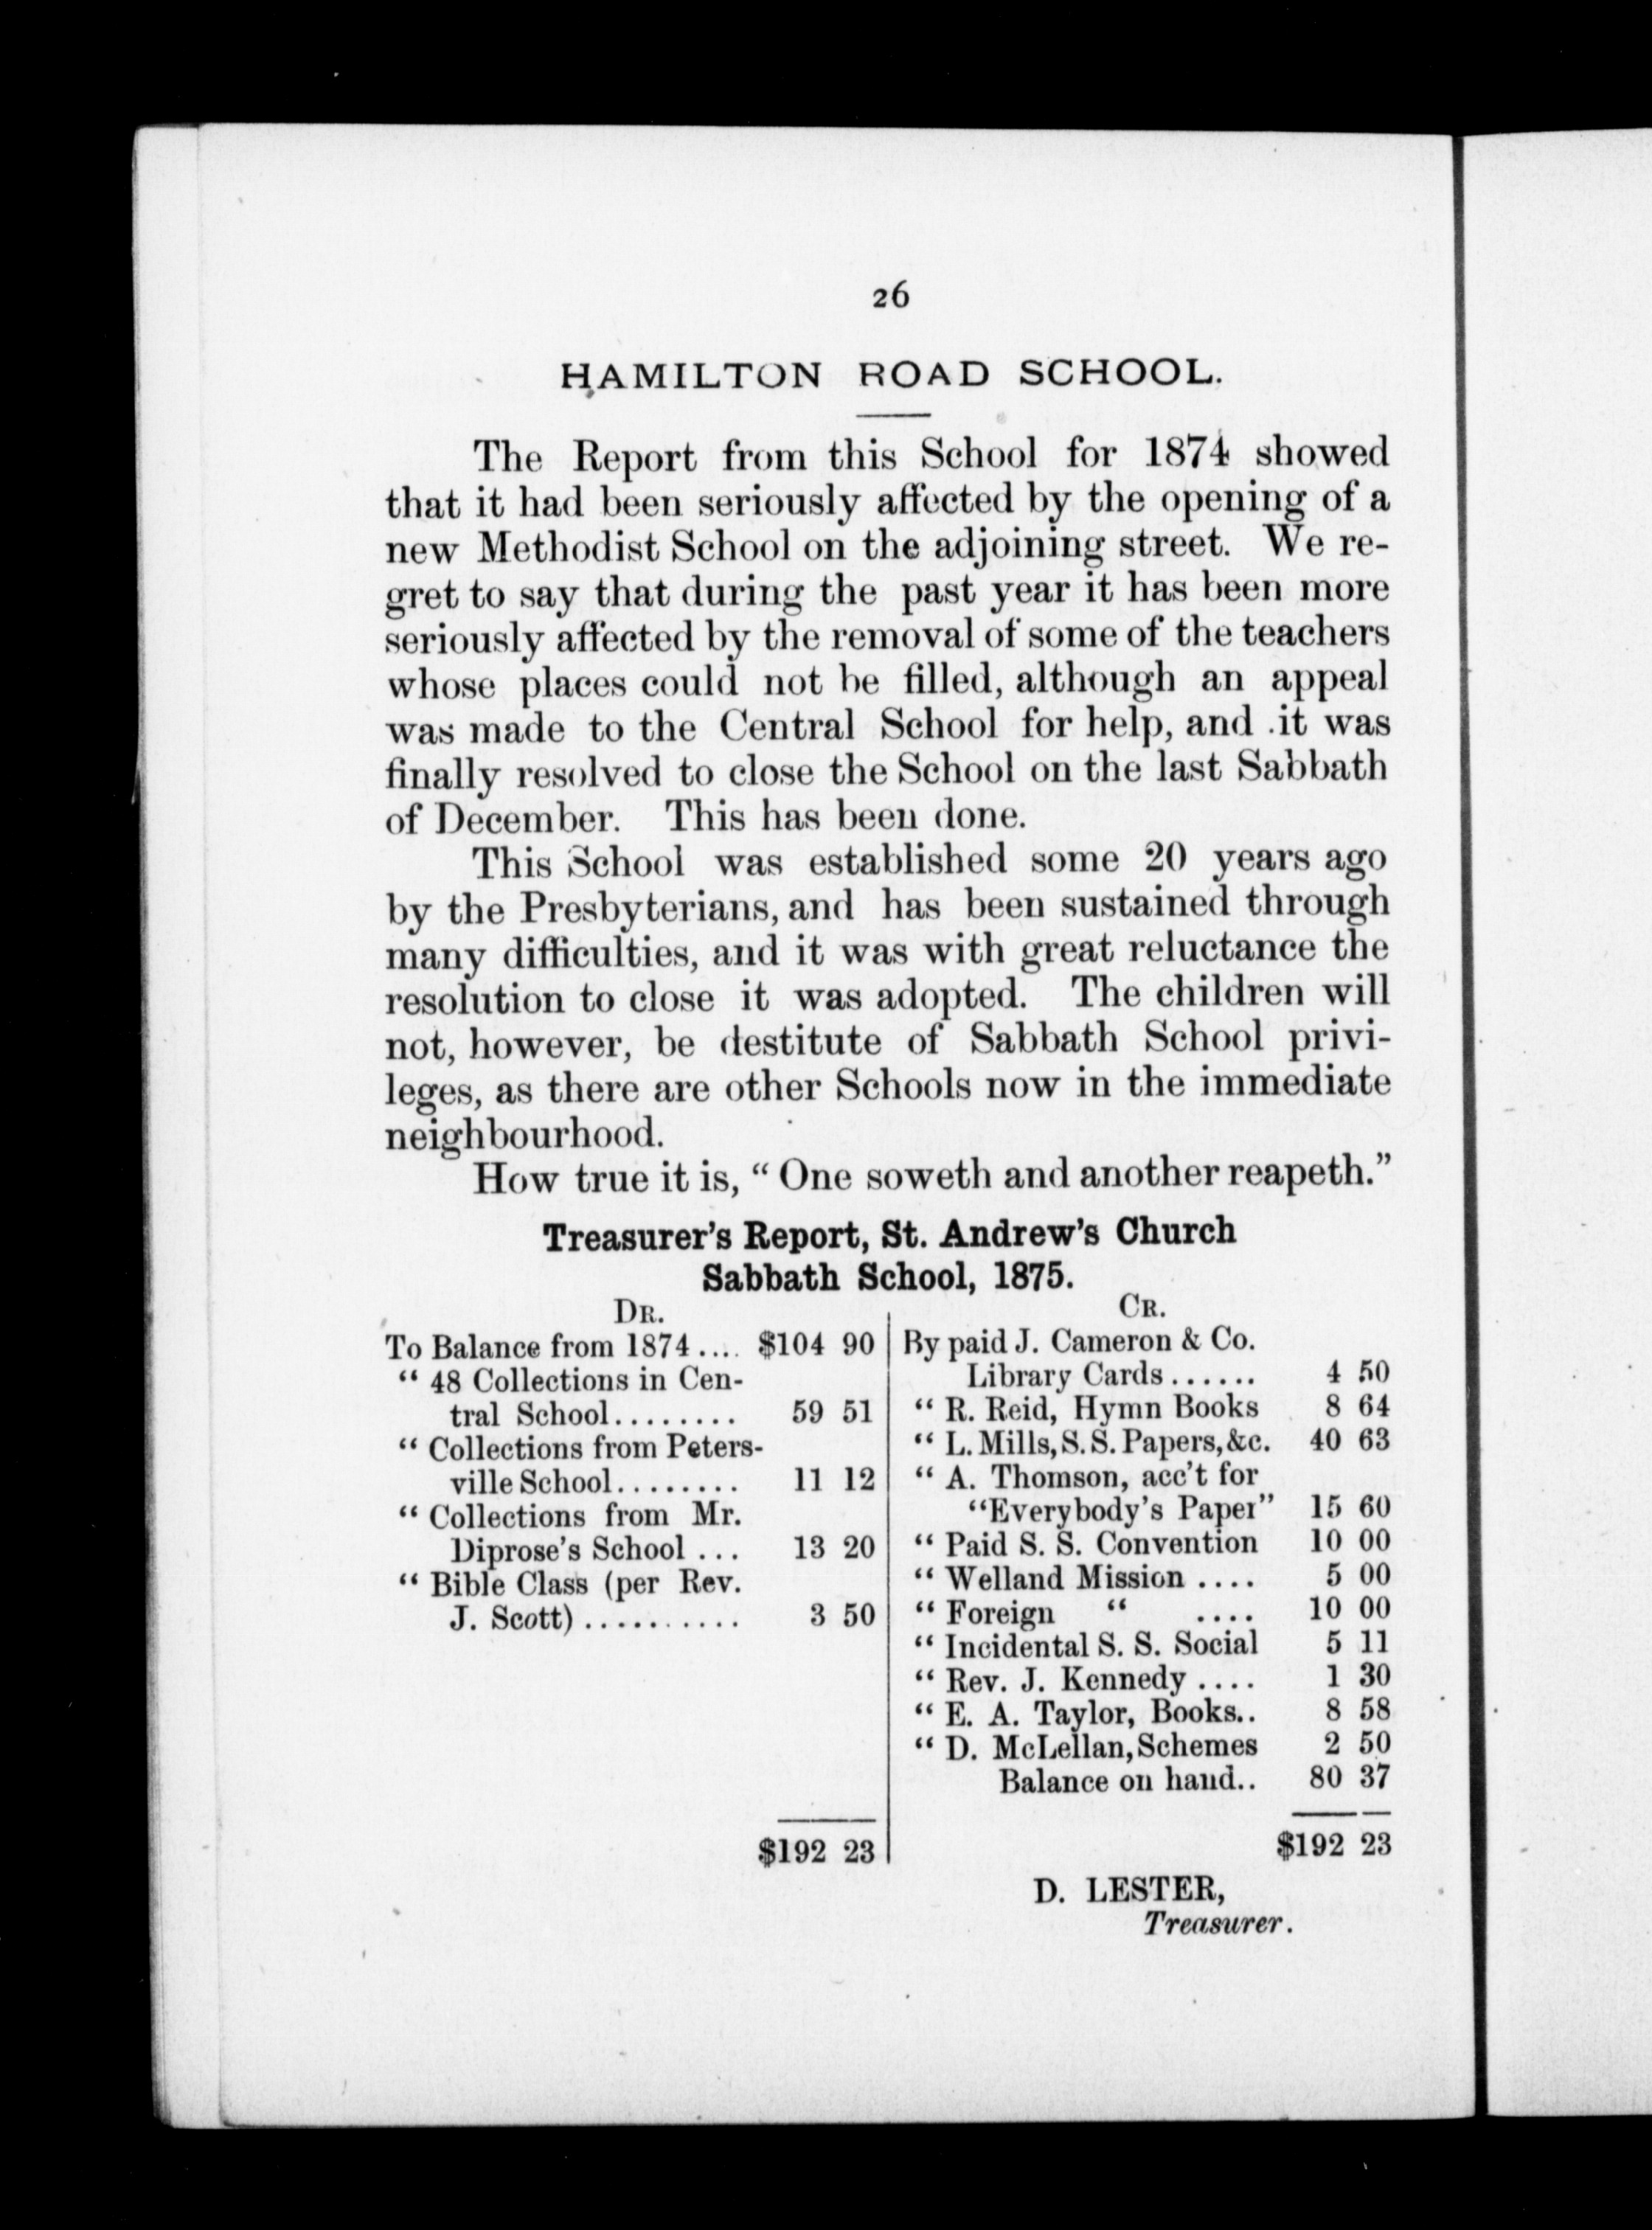 26
HAMILTON ROAD SCHOOL.
The Report from this School for 1874 showed
that it had been seriously affected by the opening of a
new Methodist School on the adjoining street. We re-
gret to say that during the past year it has been more
seriously affected by the removal of some of the teachers
whose places could not be filled, although an appeal
was made to the Central School for help, and it was
finally resolved to close the School on the last Sabbath
of December. This has been done.
This School was established some 20 years ago
by the Presbyterians, and has been sustained through
many difficulties, and it was with great reluctance the
resolution to close it was adopted. The children will
not, however, be destitute of Sabbath School privi-
leges, as there are other Schools now in the immediate
neighbourhood.
How true it is, “ One soweth and another reapeth.”
Treasurer’s Report, St. Andrew’s Church
Sabbath School, 1875.
DR.
To Balance from 1874.... $104 90
“ 48 Collections in Cen-
tral School........ 59 51
“ Collections from Peters-
ville School......... 11 12
“ Collections from Mr.
Diprose’s School ... 13 20
“ Bible Class (per Rev.
J. Scott)........... 3 50
$192 23
CR.
By paid J. Cameron & Co.
Library Cards...... 4 50
“ R. Reid, Hymn Books 8 64
“ L. Mills, S. S. Papers, &c. 40 63
“ A. Thomson, acc’t for
“Everybody’s Paper” 15 60
“ Paid S. S. Convention 10 00
“ Welland Mission .... 5 00
“ Foreign “ .... 10 00
“ Incidental S. S. Social 5 11
“ Rev. J. Kennedy .... 1 30
“ E. A. Taylor, Books.. 8 58
“ D. McLellan, Schemes 2 50
Balance on hand.. 80 37
$192 23
D. LESTER,
Treasurer.